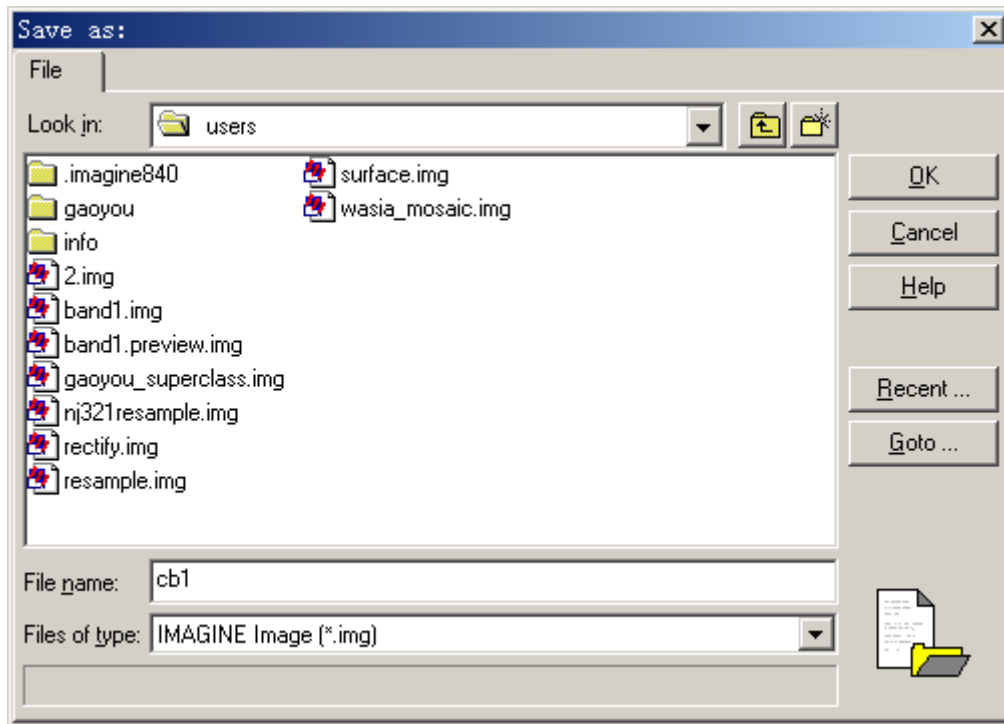 Save as:
File
Look in: users
.imagine840
gaoyou
info
2.img
band1.img
band1.preview.img
gaoyou_superclass.img
nj321resample.img
rectify.img
resample.img
surface.img
wasia_mosaic.img
OK
Cancel
Help
Recent ...
Goto ...
File name: cb1
Files of type: IMAGINE Image (*.img)